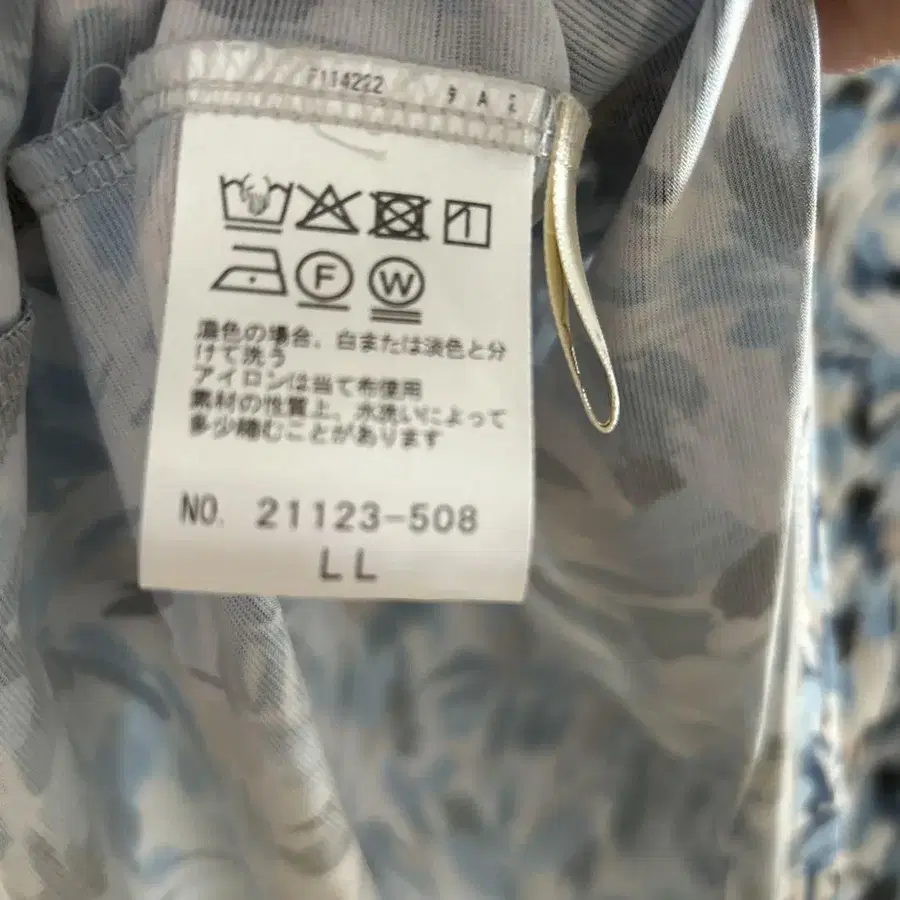 F114222
F
W
濃色の場合、白または淡色と分
けて洗う
アイロンは当て布使用
素材の性質上、水洗いによって
多少縮むことがあります
NO. 21123-508
LL